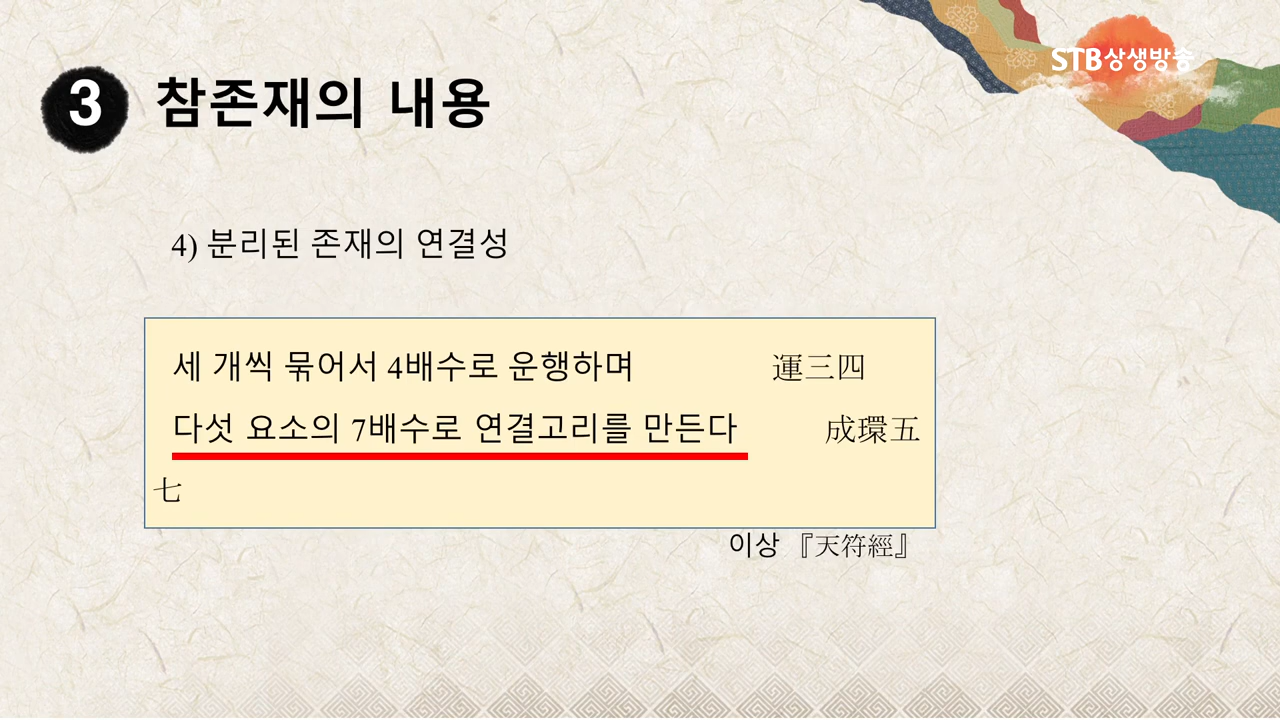 STB상생방송
3 참존재의 내용
4) 분리된 존재의 연결성
세 개씩 묶어서 4배수로 운행하며 運三四
다섯 요소의 7배수로 연결고리를 만든다 成環五
七
이상 『天符經』